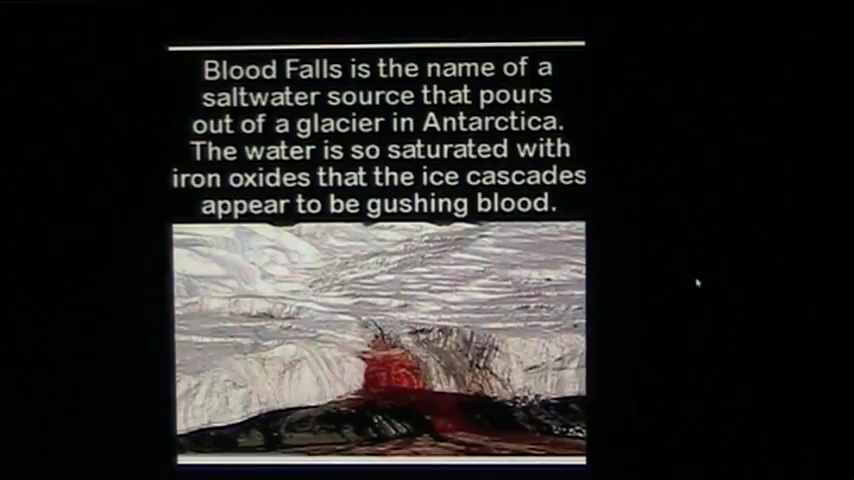 Blood Falls is the name of a
saltwater source that pours
out of a glacier in Antarctica.
The water is so saturated with
iron oxides that the ice cascades
appear to be gushing blood.